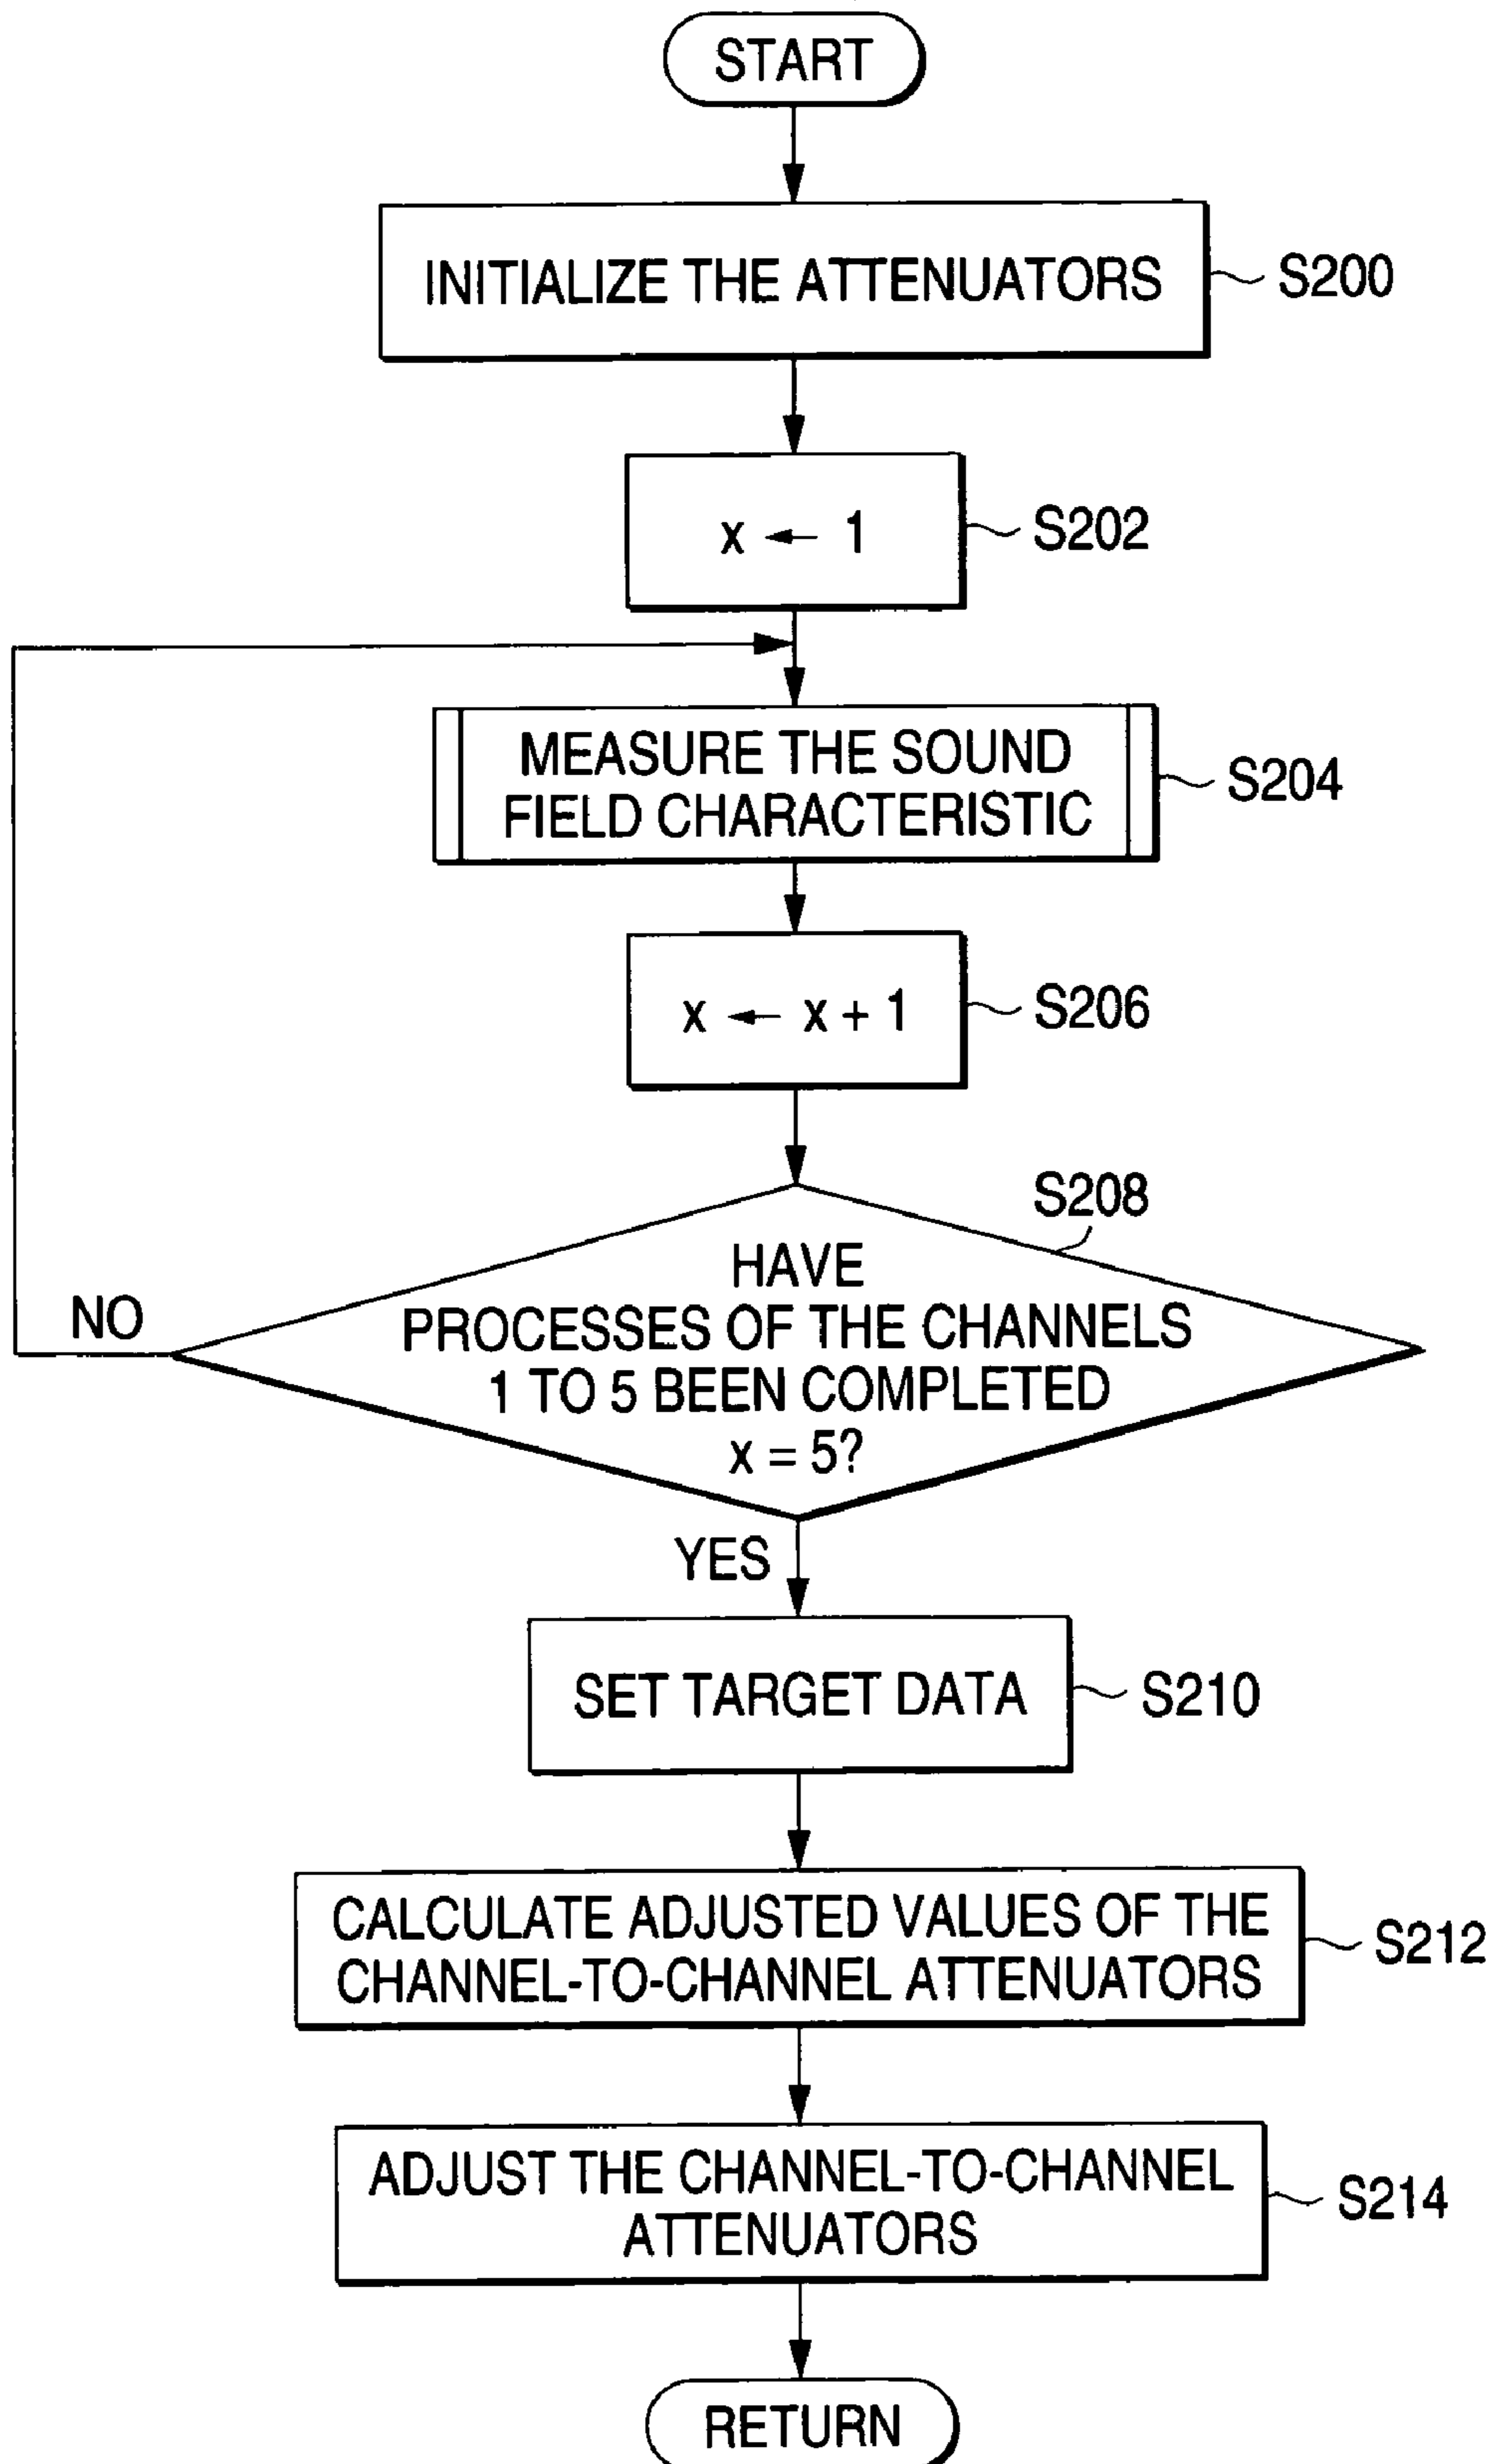 START
INITIALIZE THE ATTENUATORS
S200
x ← 1
S202
MEASURE THE SOUND
FIELD CHARACTERISTIC
S204
x ← x + 1
S206
S208
HAVE
PROCESSES OF THE CHANNELS
1 TO 5 BEEN COMPLETED
x = 5?
NO
YES
SET TARGET DATA
S210
CALCULATE ADJUSTED VALUES OF THE
CHANNEL-TO-CHANNEL ATTENUATORS
S212
ADJUST THE CHANNEL-TO-CHANNEL
ATTENUATORS
S214
RETURN